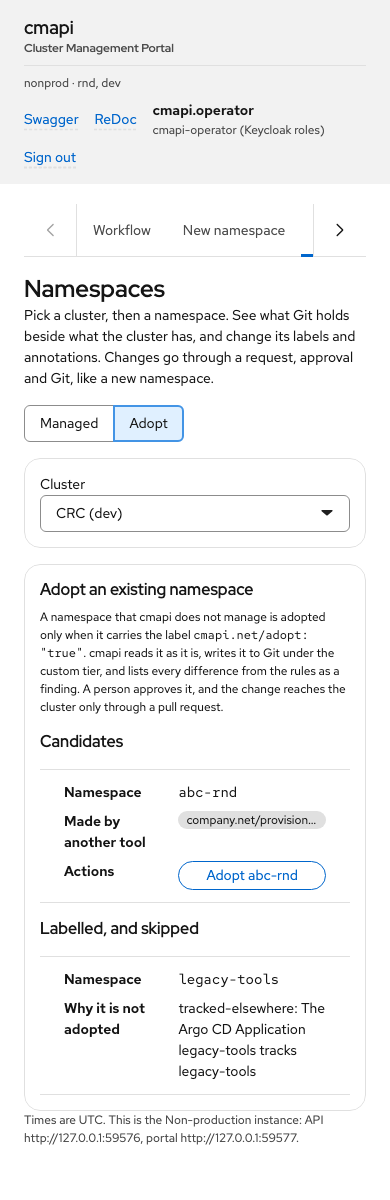 cmapi
Cluster Management Portal
nonprod · rnd, dev
Swagger ReDoc cmapi.operator
cmapi-operator (Keycloak roles)
Sign out
Workflow New namespace
Namespaces
Pick a cluster, then a namespace. See what Git holds
beside what the cluster has, and change its labels and
annotations. Changes go through a request, approval
and Git, like a new namespace.
Managed Adopt
Cluster
CRC (dev)
Adopt an existing namespace
A namespace that cmapi does not manage is adopted
only when it carries the label cmapi.net/adopt:
"true". cmapi reads it as it is, writes it to Git under the
custom tier, and lists every difference from the rules as a
finding. A person approves it, and the change reaches the
cluster only through a pull request.
Candidates
Namespace abc-rnd
Made by company.net/provision...
another tool
Actions Adopt abc-rnd
Labelled, and skipped
Namespace legacy-tools
Why it is not tracked-elsewhere: The
adopted Argo CD Application
legacy-tools tracks
legacy-tools
Times are UTC. This is the Non-production instance: API
http://127.0.0.1:59576, portal http://127.0.0.1:59577.